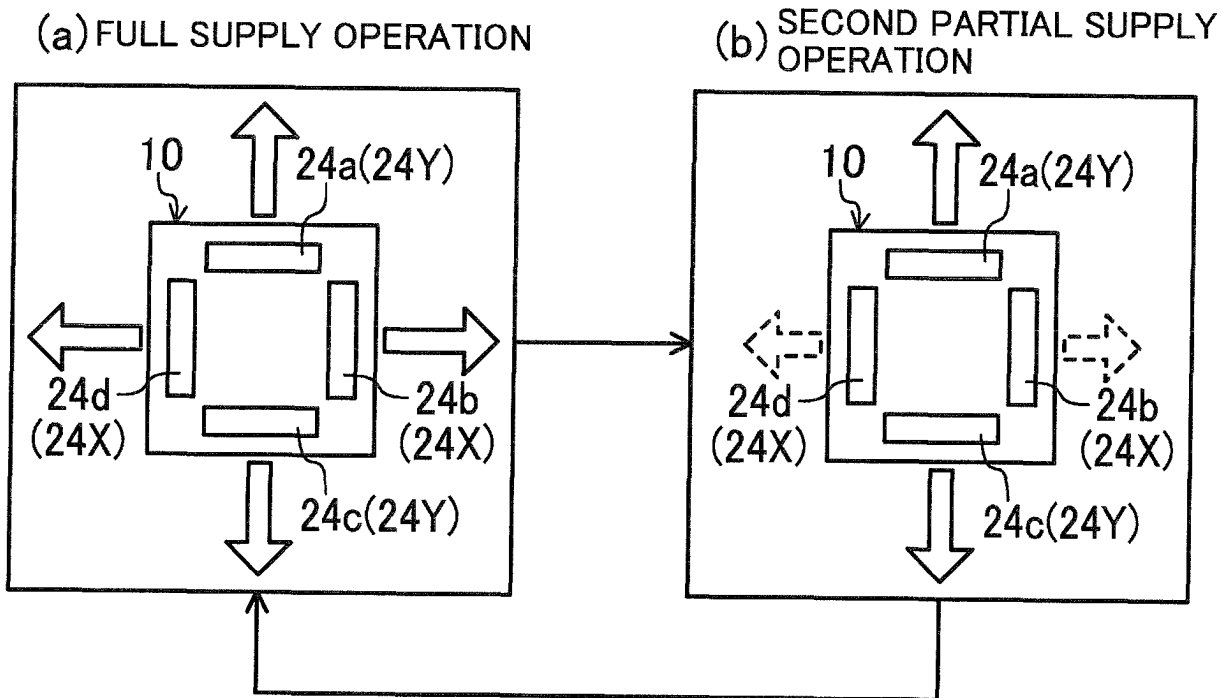 (a) FULL SUPPLY OPERATION
10
24a(24Y)
24d
(24X)
24b
(24X)
24c(24Y)
(b) SECOND PARTIAL SUPPLY
OPERATION
10
24a(24Y)
24d
(24X)
24b
(24X)
24c(24Y)